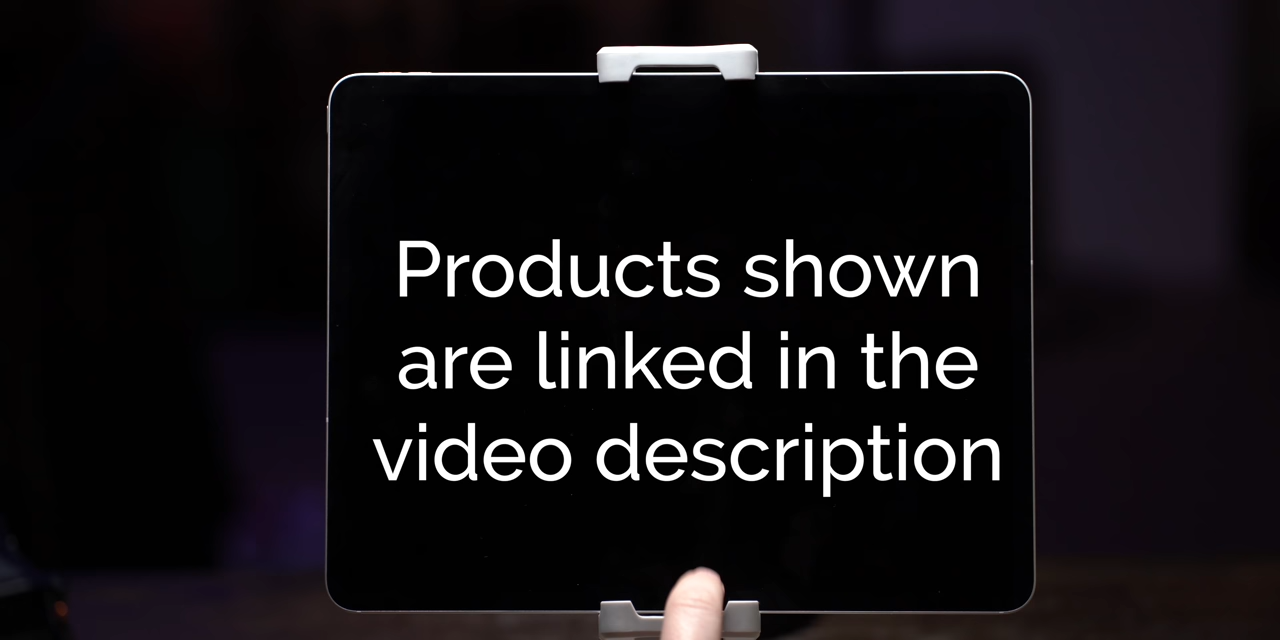 Products shown
are linked in the
video description